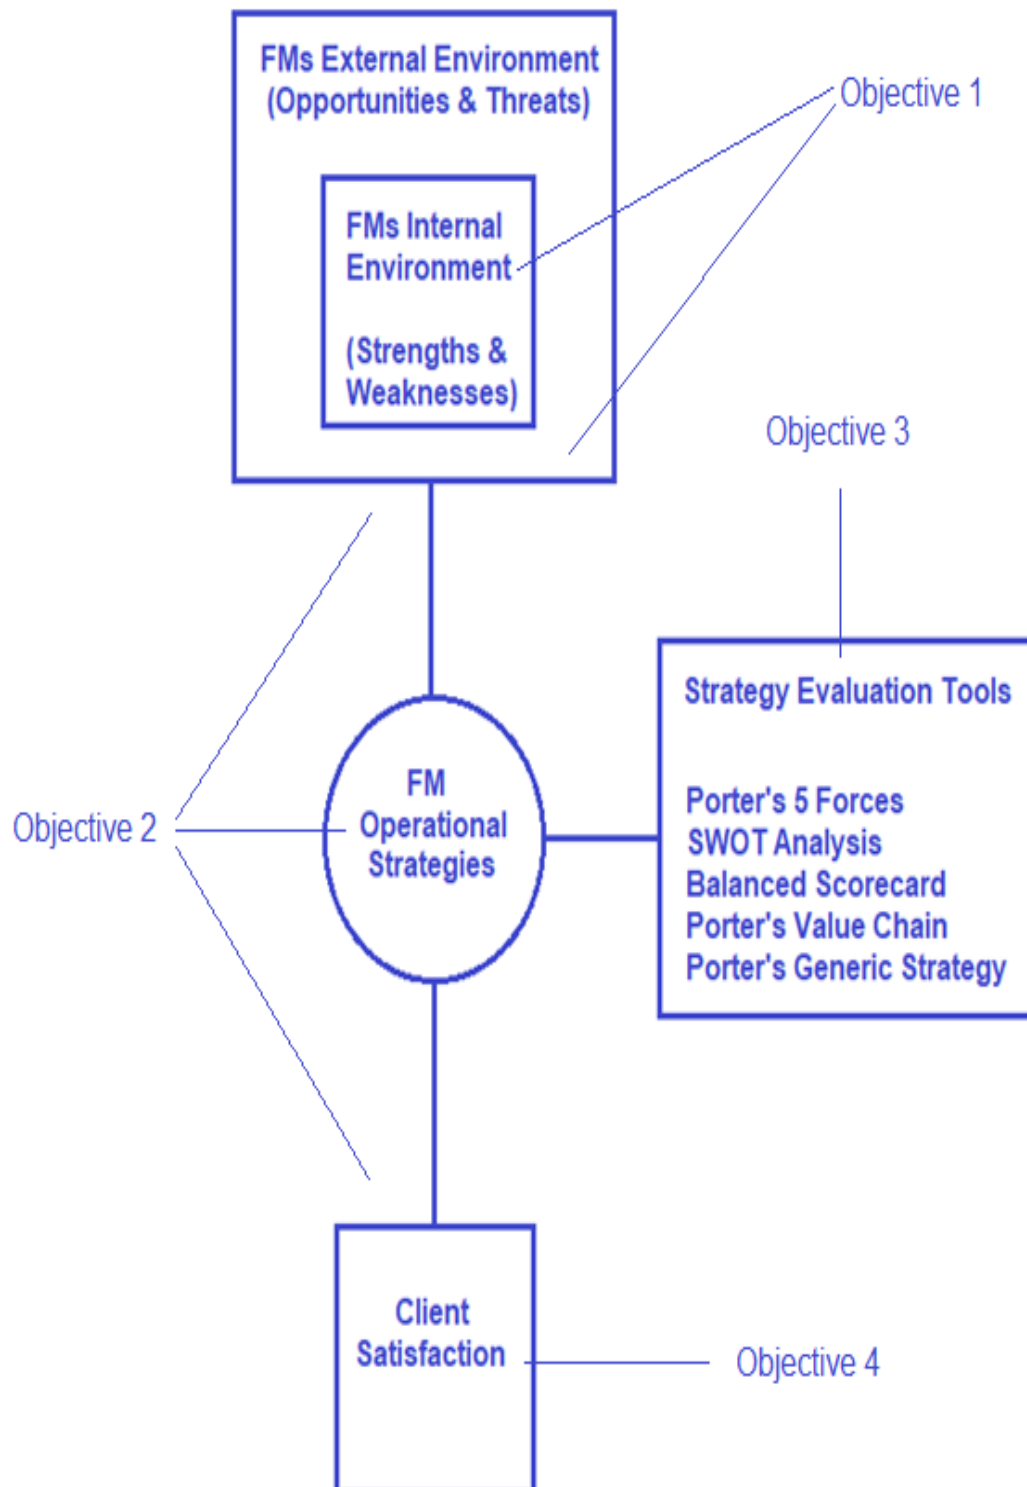 FMs External Environment
(Opportunities & Threats)
Objective 1
FMs Internal
Environment
(Strengths &
Weaknesses)
Objective 3
Strategy Evaluation Tools
Porter's 5 Forces
SWOT Analysis
Balanced Scorecard
Porter's Value Chain
Porter's Generic Strategy
FM
Operational
Strategies
Objective 2
Client
Satisfaction
Objective 4